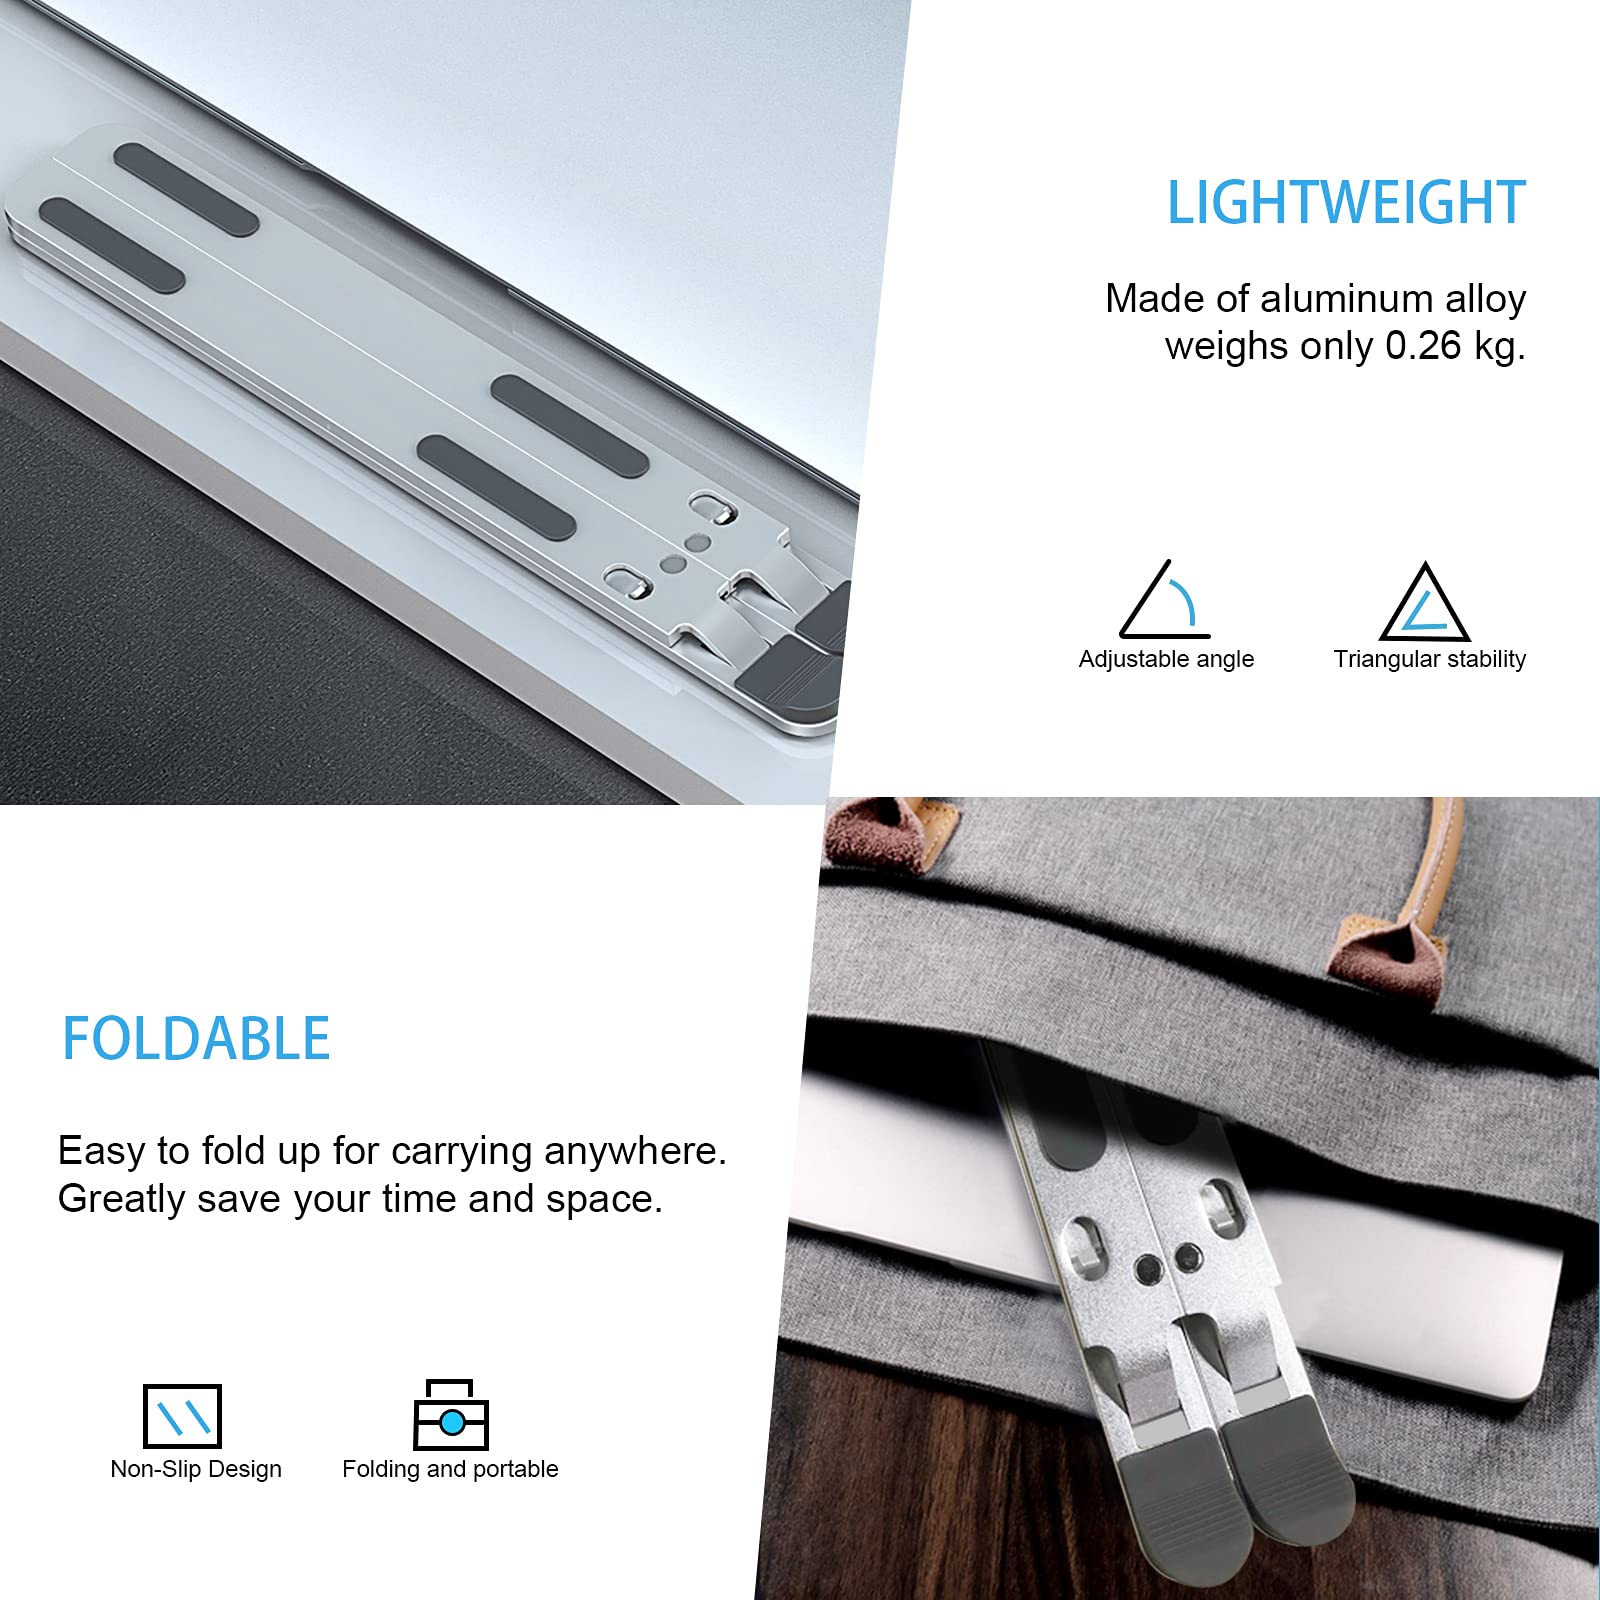 LIGHTWEIGHT
Made of aluminum alloy
weighs only 0.26 kg.
Adjustable angle
Triangular stability
FOLDABLE
Easy to fold up for carrying anywhere.
Greatly save your time and space.
Non-Slip Design
Folding and portable